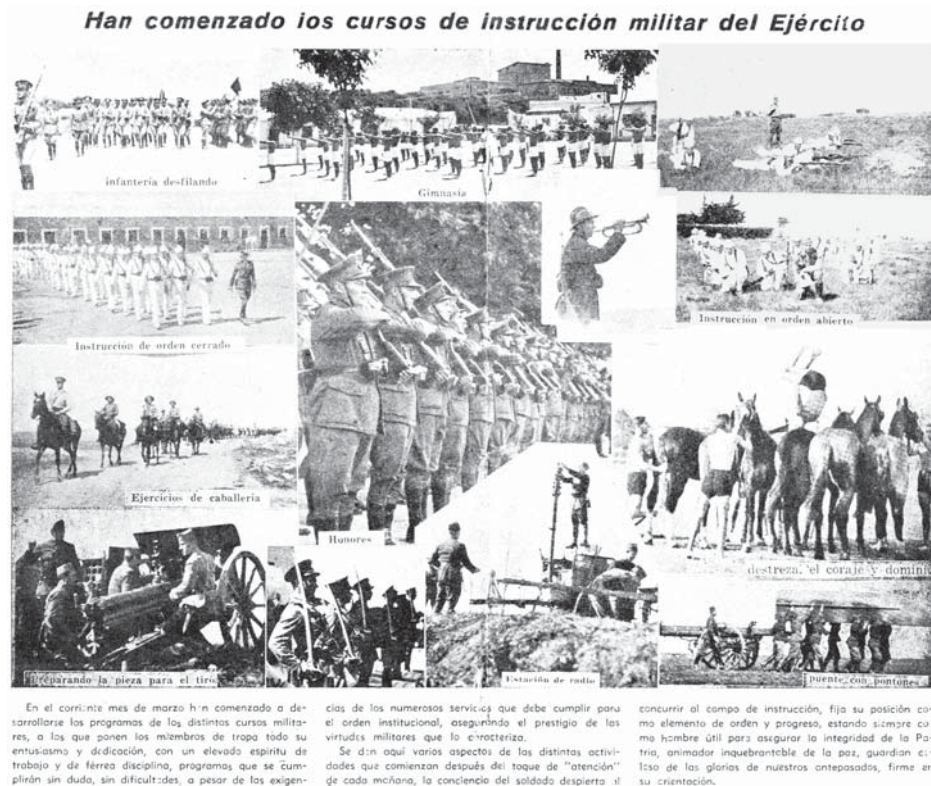 Han comenzado ios cursos de instrucción militar del Ejército
infantería desfilando
Gimnasia
Instrucción de orden cerrado
Instrucción en orden abierto
Ejercicios de caballería
Honores
destreza, el coraje y domini
Preparando la pieza para el tiro
Estación de radio
puente con pontones
En el corriente mes de marzo han comenzado a de-
sarrollarse los programas de los distintos cursos milita-
res, a los que ponen los miembros de tropa todo su
entusiasmo y dedicación, con un elevado espíritu de
trabajo y de férrea disciplina, programas que se cum-
plirán sin duda, sin dificultades, a pesar de las exigen-
cias de los numerosos servicios que debe cumplir para
el orden institucional, asegurando el prestigio de las
virtudes militares que lo caracteriza.
Se dan aquí varios aspectos de las distintas activi-
dades que comienzan después del toque de "atención"
de cada mañana, la conciencia del soldado despierta al
concurrir al campo de instrucción, fija su posición co-
mo elemento de orden y progreso, estando siempre co-
mo hombre útil para asegurar la integridad de la Pa-
tria, animador inquebrantable de la paz, guardian ce-
loso de las glorias de nuestros antepasados, firme en
su orientación.